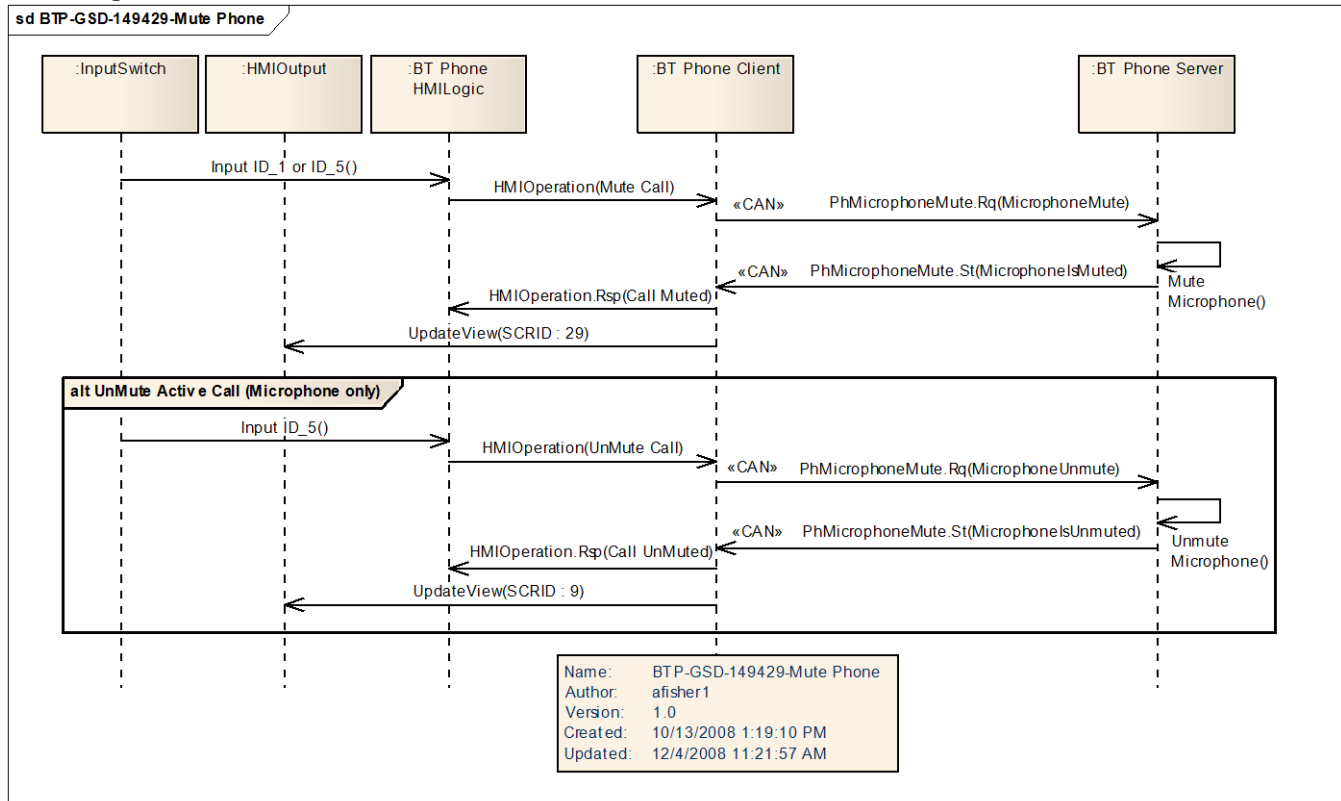 sd BTP-GSD-149429-Mute Phone
:InputSwitch
:HMIOutput
:BT Phone
HMILogic
:BT Phone Client
:BT Phone Server
Input ID_1 or ID_5()
HMIOperation(Mute Call)
«CAN» PhMicrophoneMute.Rq(MicrophoneMute)
Mute
Microphone()
«CAN» PhMicrophoneMute.St(MicrophoneIsMuted)
HMIOperation.Rsp(Call Muted)
UpdateView(SCRID : 29)
alt UnMute Active Call (Microphone only)
Input ID_5()
HMIOperation(UnMute Call)
«CAN» PhMicrophoneMute.Rq(MicrophoneUnmute)
Unmute
Microphone()
«CAN» PhMicrophoneMute.St(MicrophoneIsUnmuted)
HMIOperation.Rsp(Call UnMuted)
UpdateView(SCRID : 9)
Name: BTP-GSD-149429-Mute Phone
Author: afisher1
Version: 1.0
Created: 10/13/2008 1:19:10 PM
Updated: 12/4/2008 11:21:57 AM